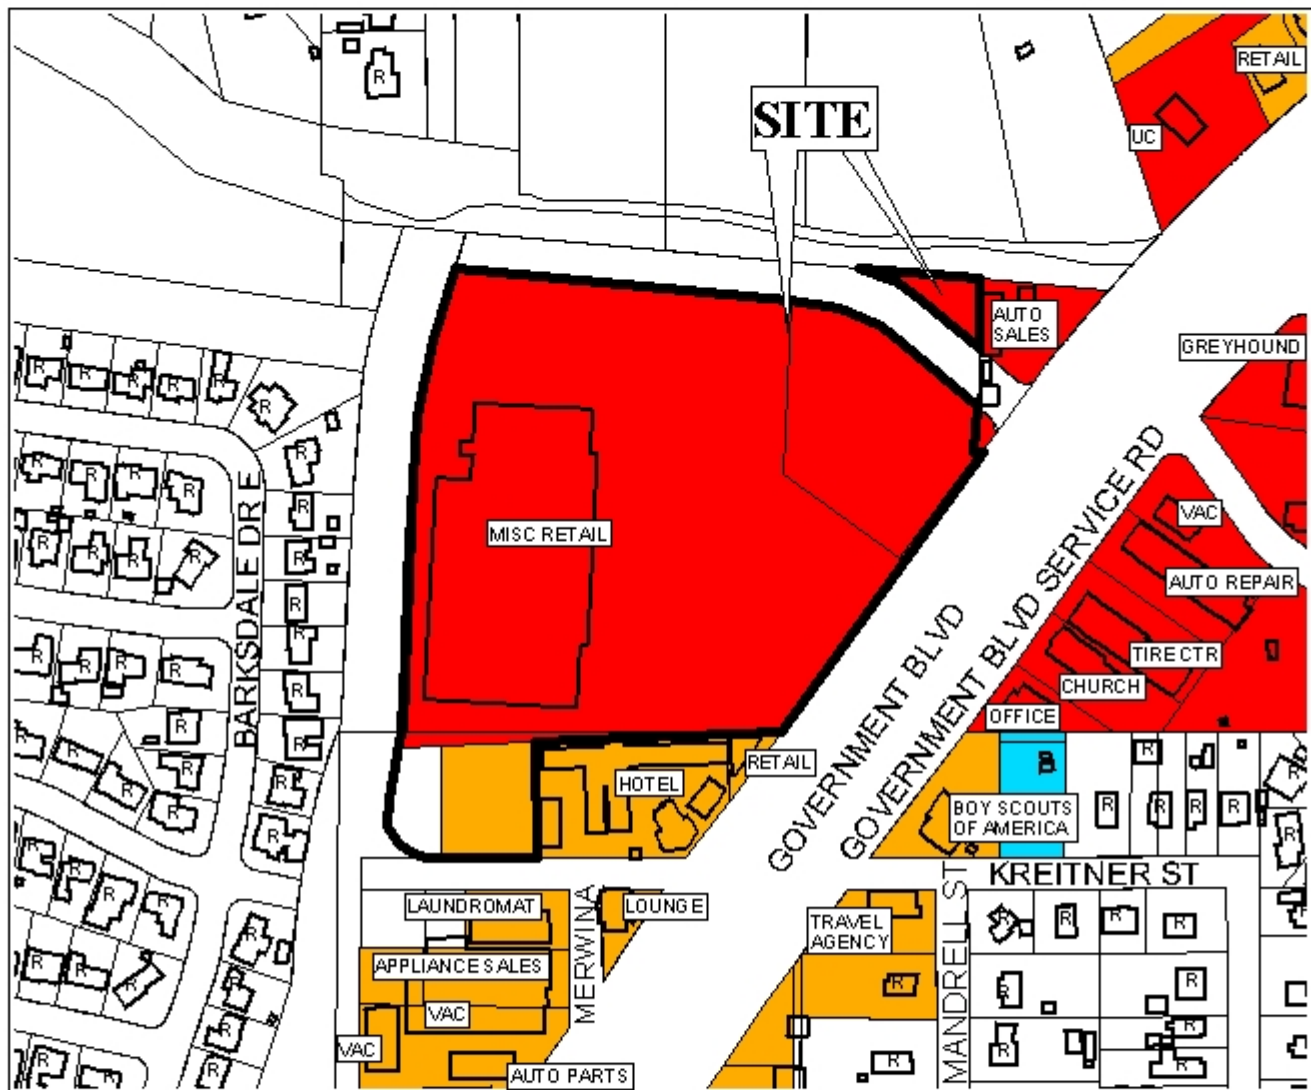 R
RETAIL
SITE
UC
AUTO
SALES
GREYHOUND
R
R
R
R
R
R
R
R
R
R
R
R
VAC
MISC RETAIL
R
R
R
R
R
AUTO REPAIR
BARKSDALE DR E
R
R
TIRE CTR
R
R
R
R
CHURCH
R
OFFICE
GOVERNMENT BLVD
GOVERNMENT BLVD SERVICE RD
R
R
R
RETAIL
R
R
R
HOTEL
R
R
BOY SCOUTS
OF AMERICA
R
R
R
R
R
R
R
R
R
R
KREITNER ST
LAUNDROMAT
LOUNGE
MERWINA
TRAVEL
AGENCY
MANDRELL ST
R
R
R
R
R
R
R
R
APPLIANCE SALES
R
R
R
R
VAC
R
R
VAC
R
R
R
R
R
AUTO PARTS